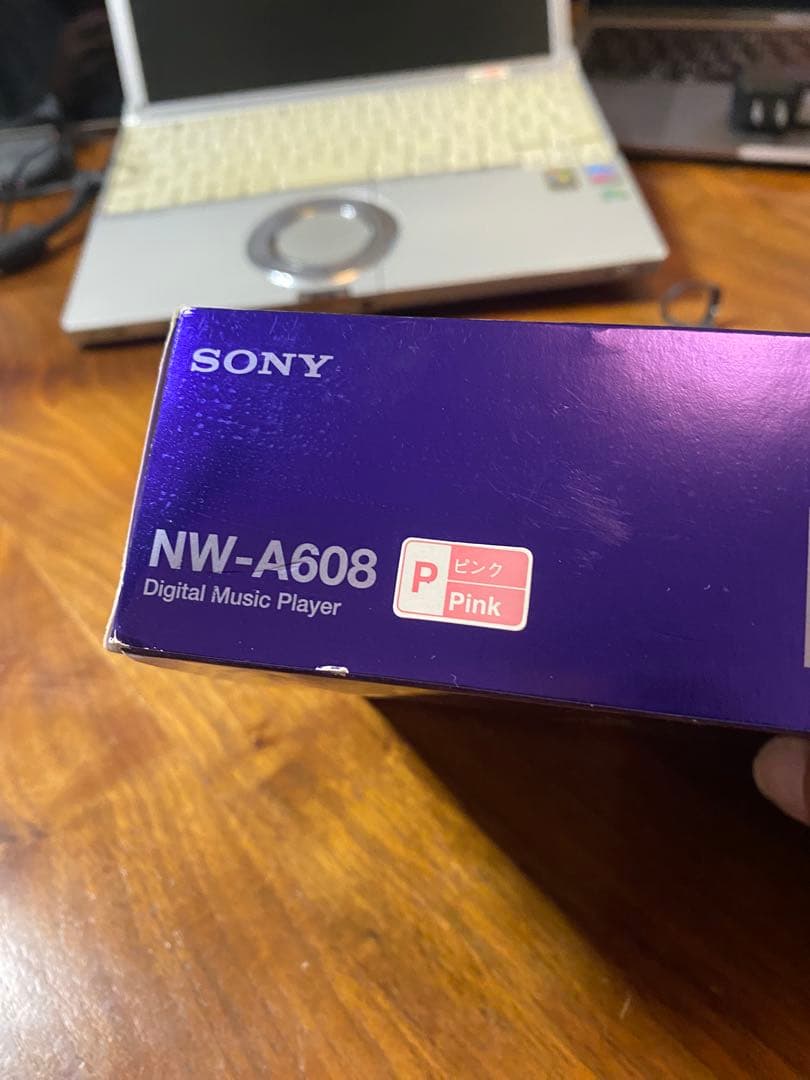 SONY
NW-A608
Digital Music Player
P
ピンク
Pink